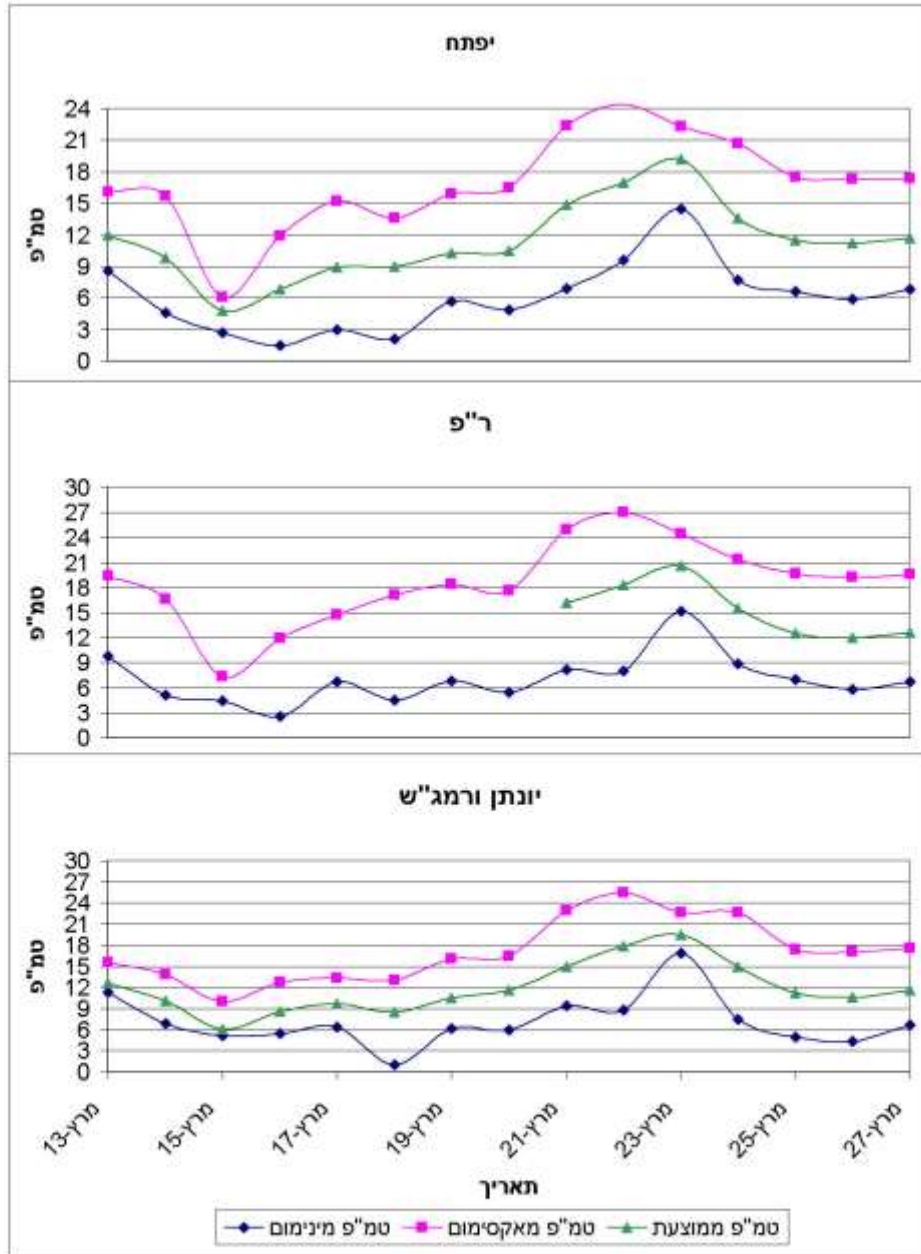 יפתח
24
21
18
15
12
9
6
3
0
טמ"פ
ר"פ
30
27
24
21
18
15
12
9
6
3
0
טמ"פ
יונתן ורמג"ש
30
27
24
21
18
15
12
9
6
3
0
טמ"פ
13-מרץ
15-מרץ
17-מרץ
19-מרץ
21-מרץ
23-מרץ
25-מרץ
27-מרץ
תאריך
טמ"פ מינימום טמ"פ מאקסימום טמ"פ ממוצעת